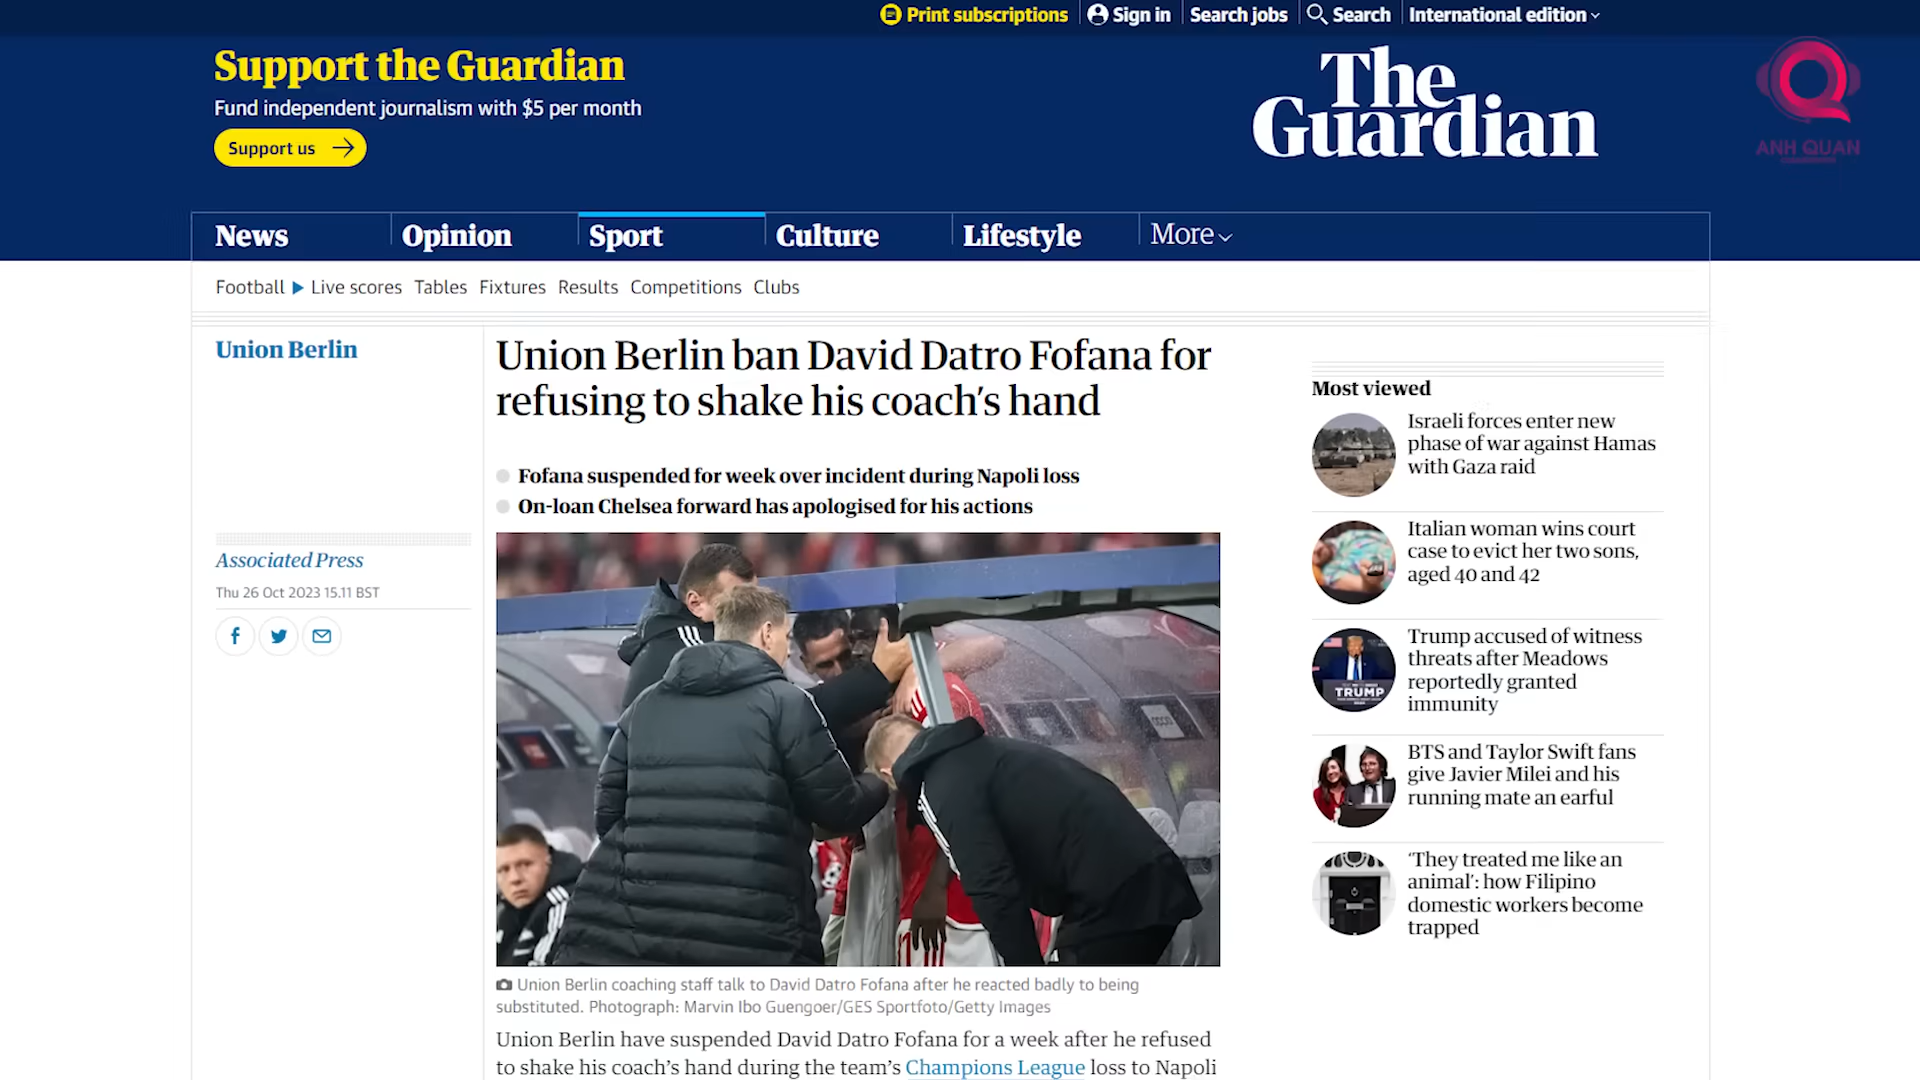 Print subscriptions
Sign in
Search jobs
Search
International edition
Support the Guardian
Fund independent journalism with $5 per month
Support us
The
Guardian
ANH QUAN
News
Opinion
Sport
Culture
Lifestyle
More
Football
Live scores
Tables
Fixtures
Results
Competitions
Clubs
Union Berlin
Union Berlin ban David Datro Fofana for
refusing to shake his coach's hand
Fofana suspended for week over incident during Napoli loss
On-loan Chelsea forward has apologised for his actions
Associated Press
Thu 26 Oct 2023 15.11 BST
Union Berlin coaching staff talk to David Datro Fofana after he reacted badly to being
substituted. Photograph: Marvin Ibo Guengoer/GES Sportfoto/Getty Images
Union Berlin have suspended David Datro Fofana for a week after he refused
to shake his coach's hand during the team's Champions League loss to Napoli
Most viewed
Israeli forces enter new
phase of war against Hamas
with Gaza raid
Italian woman wins court
case to evict her two sons,
aged 40 and 42
TRUMP
Trump accused of witness
threats after Meadows
reportedly granted
immunity
BTS and Taylor Swift fans
give Javier Milei and his
running mate an earful
'They treated me like an
animal': how Filipino
domestic workers become
trapped